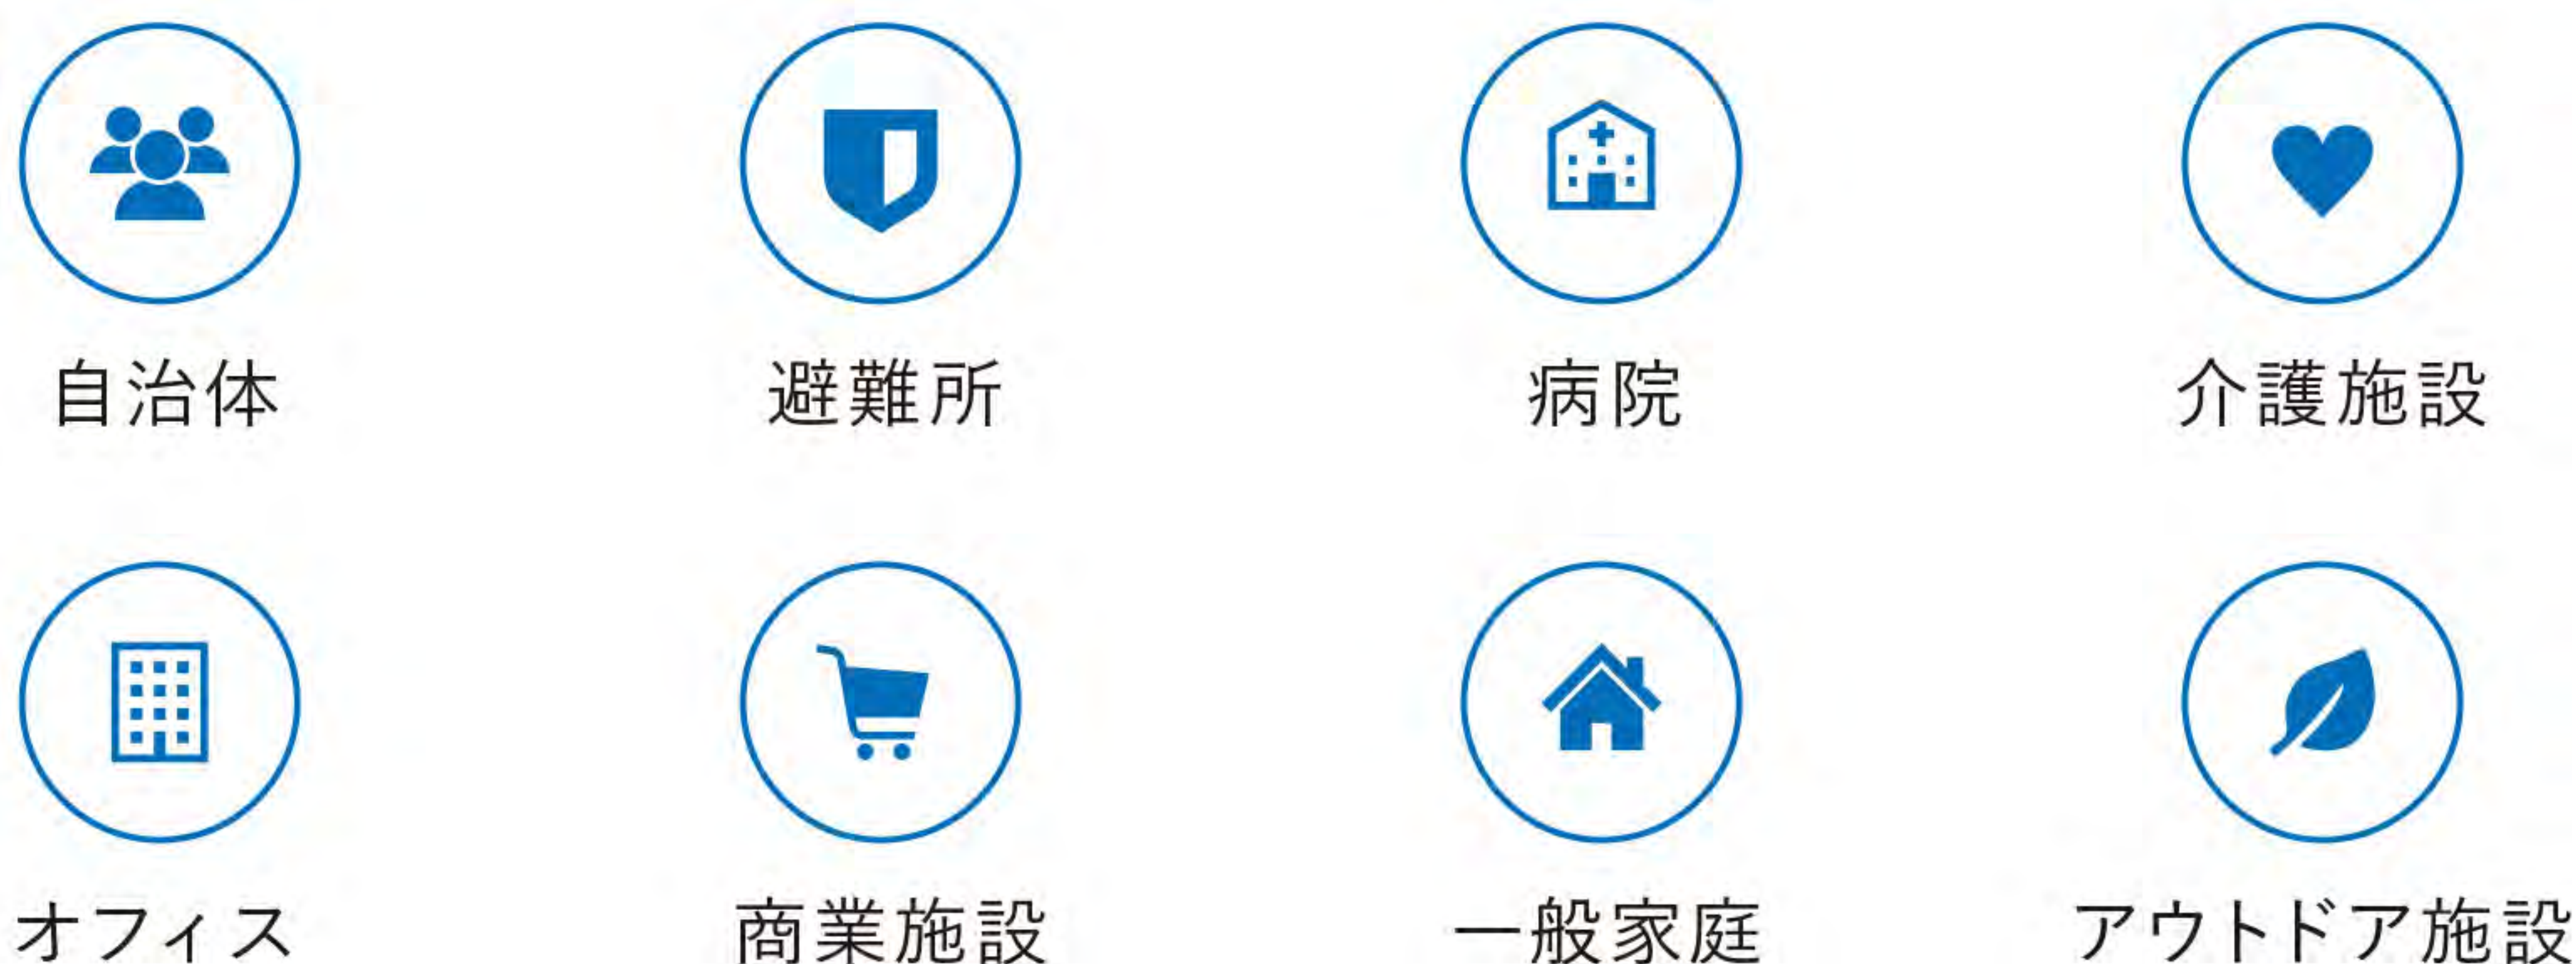 自治体
避難所
病院
介護施設
オフィス
商業施設
一般家庭
アウトドア施設